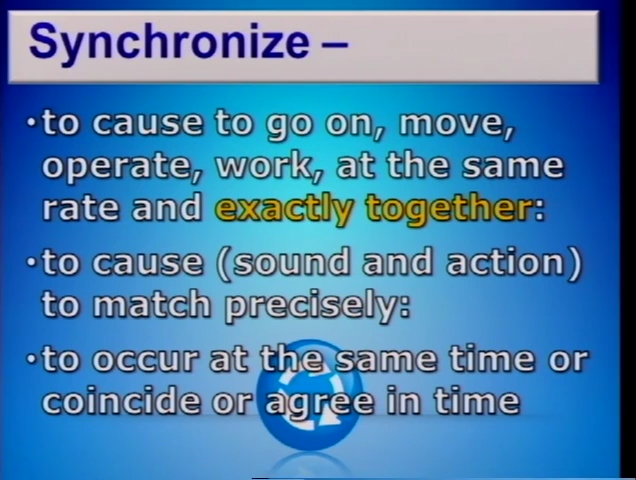 Synchronize –
•to cause to go on, move,
operate, work, at the same
rate and exactly together:
•to cause (sound and action)
to match precisely:
•to occur at the same time or
coincide or agree in time